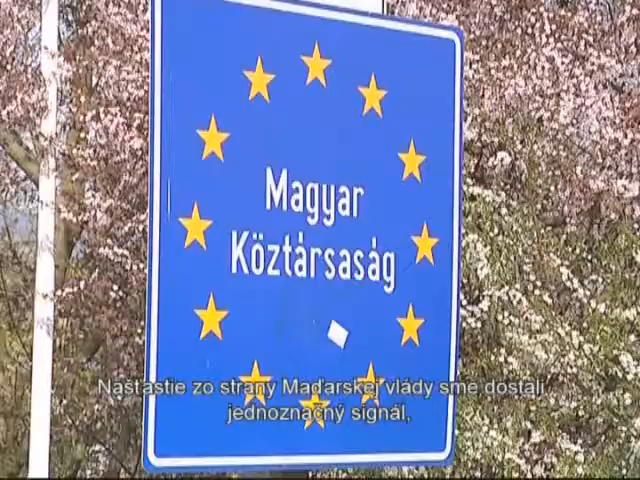 Magyar
Köztársaság
Našťastie zo strany Maďarskej vlády sme dostali
jednoznačný signál,